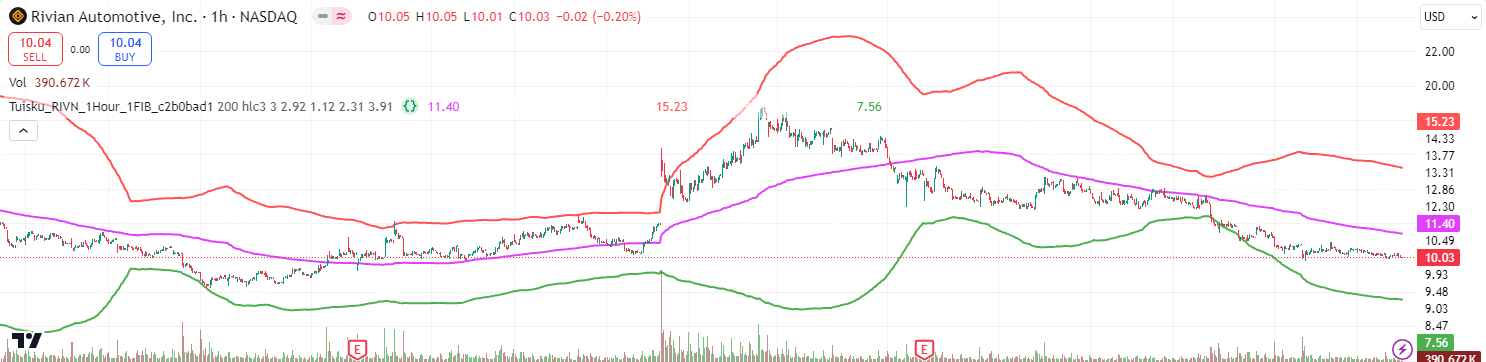 Rivian Automotive, Inc. · 1h · NASDAQ O10.05 H10.05 L10.01 C10.03 −0.02 (−0.20%) USD
10.04 SELL 0.00 10.04 BUY
Vol 390.672 K
Tuisku_RIVN_1Hour_1FIB_c2b0bad1 200 hlc3 3 2.92 1.12 2.31 3.91 {} 11.40 15.23 7.56
22.00
20.00
15.23
14.33
13.77
13.31
12.86
12.30
11.40
10.49
10.03
9.93
9.48
9.03
8.47
7.56
390.672 K
E E